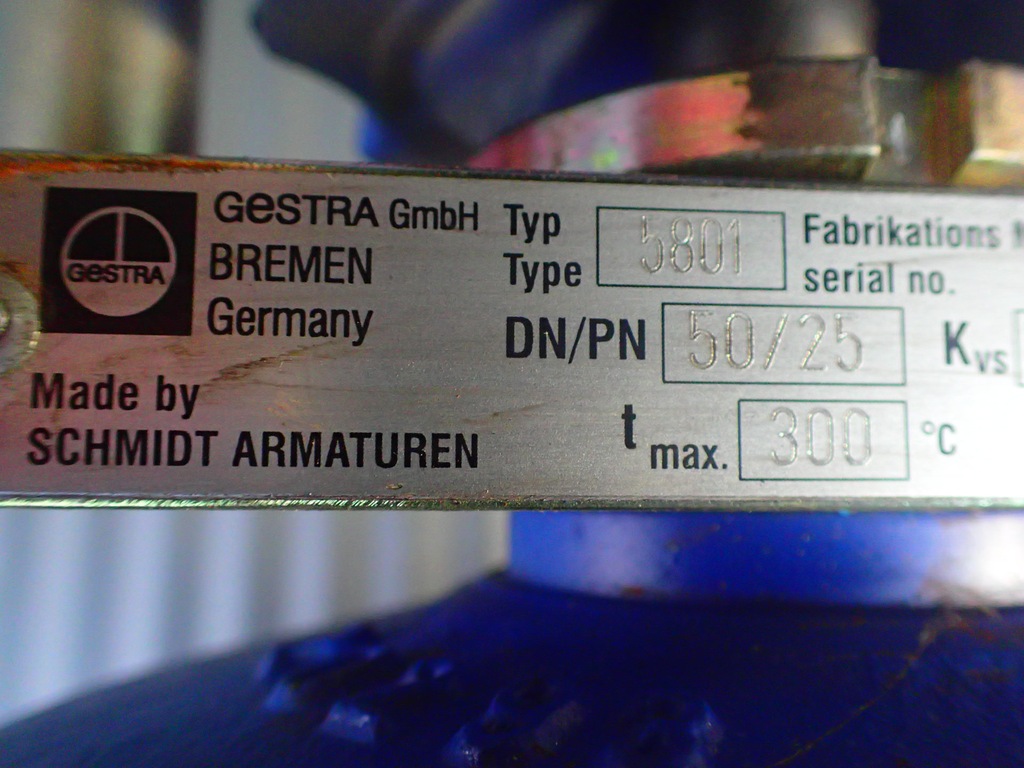 GESTRA
GESTRA GmbH
BREMEN
Germany
Made by
SCHMIDT ARMATUREN
Typ
Type 5801
Fabrikations
serial no.
DN/PN 50/25 Kvs
t max. 300 °C